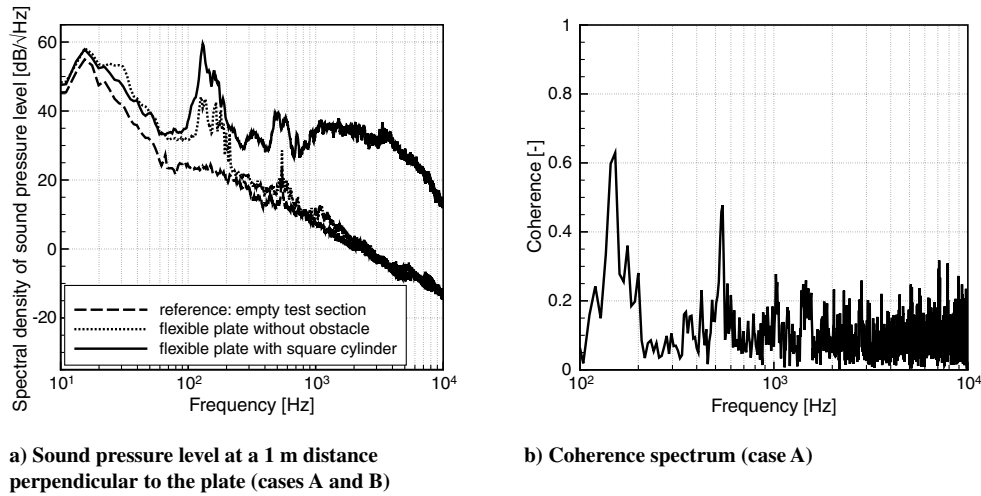 Spectral density of sound pressure level [dB/√Hz]
60
40
20
0
-20
reference: empty test section
flexible plate without obstacle
flexible plate with square cylinder
10¹ 10² 10³ 10⁴
Frequency [Hz]
Coherence [-]
1
0.8
0.6
0.4
0.2
0
10² 10³ 10⁴
Frequency [Hz]
a) Sound pressure level at a 1 m distance
perpendicular to the plate (cases A and B)
b) Coherence spectrum (case A)